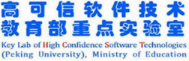 高可信软件技术
教育部重点实验室
Key Lab of High Confidence Software Technologies
(Peking University), Ministry of Education